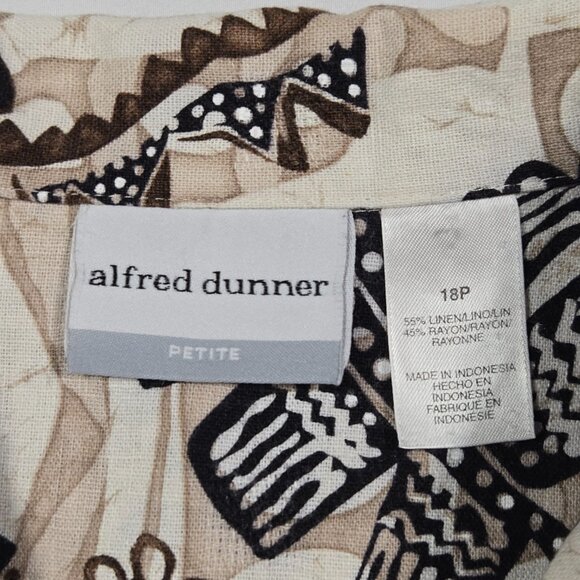 alfred dunner
PETITE
18P
55% LINEN/LINO/LIN
45% RAYON/RAYON/
RAYONNE
MADE IN INDONESIA
HECHO EN
INDONESIA
FABRIQUE EN
INDONESIE